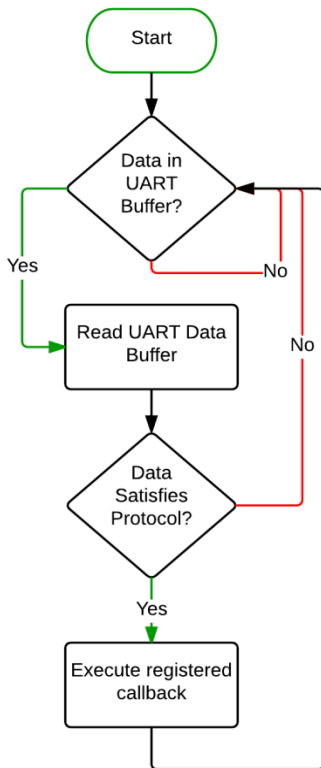 Start
Data in
UART
Buffer?
Yes
No
Read UART Data
Buffer
No
Data
Satisfies
Protocol?
Yes
Execute registered
callback